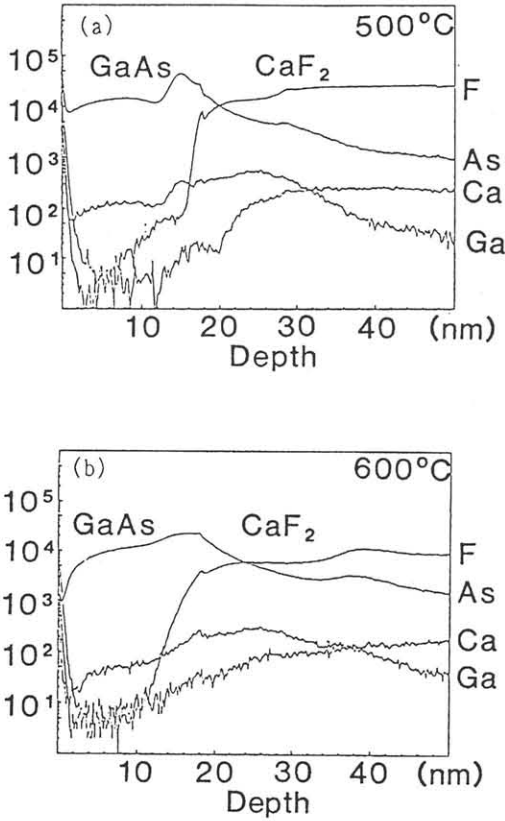 (a) 500°C
10⁵
GaAs CaF₂
F
10⁴
As
10³
Ca
10²
Ga
10¹
10 20 30 40 (nm)
Depth
(b) 600°C
10⁵
GaAs CaF₂
10⁴
F
As
10³
Ca
10²
Ga
10¹
10 20 30 40 (nm)
Depth